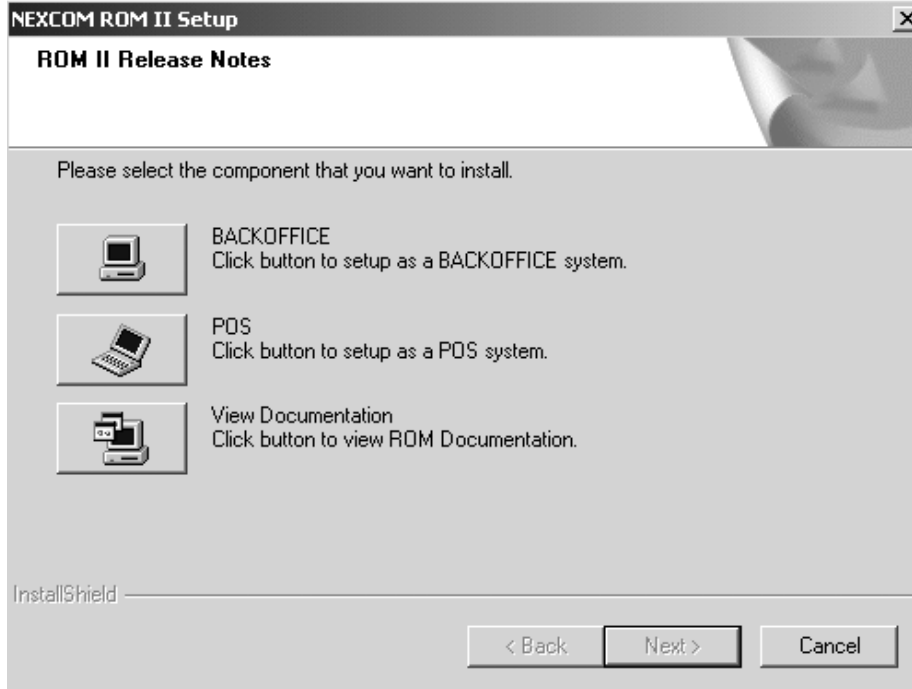 NEXCOM ROM II Setup
ROM II Release Notes
Please select the component that you want to install.
BACKOFFICE
Click button to setup as a BACKOFFICE system.
POS
Click button to setup as a POS system.
View Documentation
Click button to view ROM Documentation.
InstallShield
< Back
Next >
Cancel